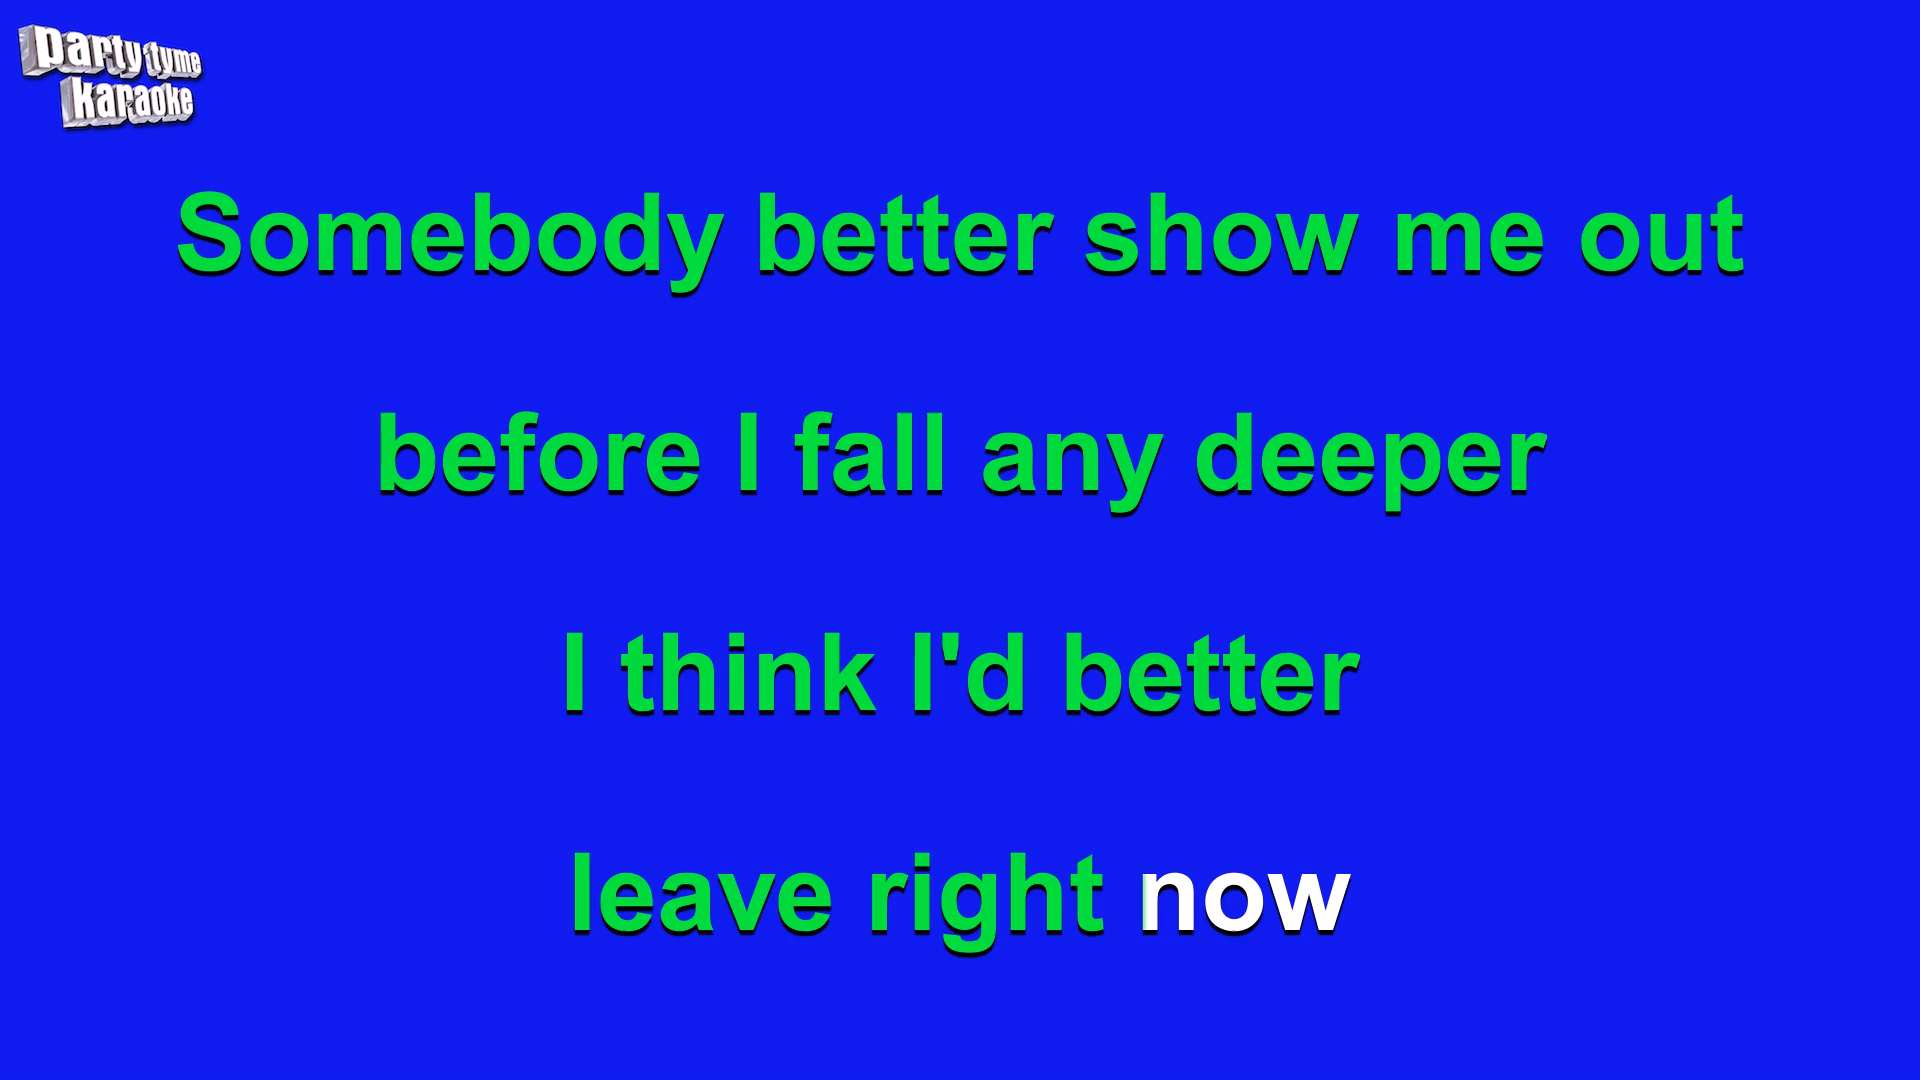 party tyme
karaoke
Somebody better show me out
before I fall any deeper
I think I'd better
leave right now